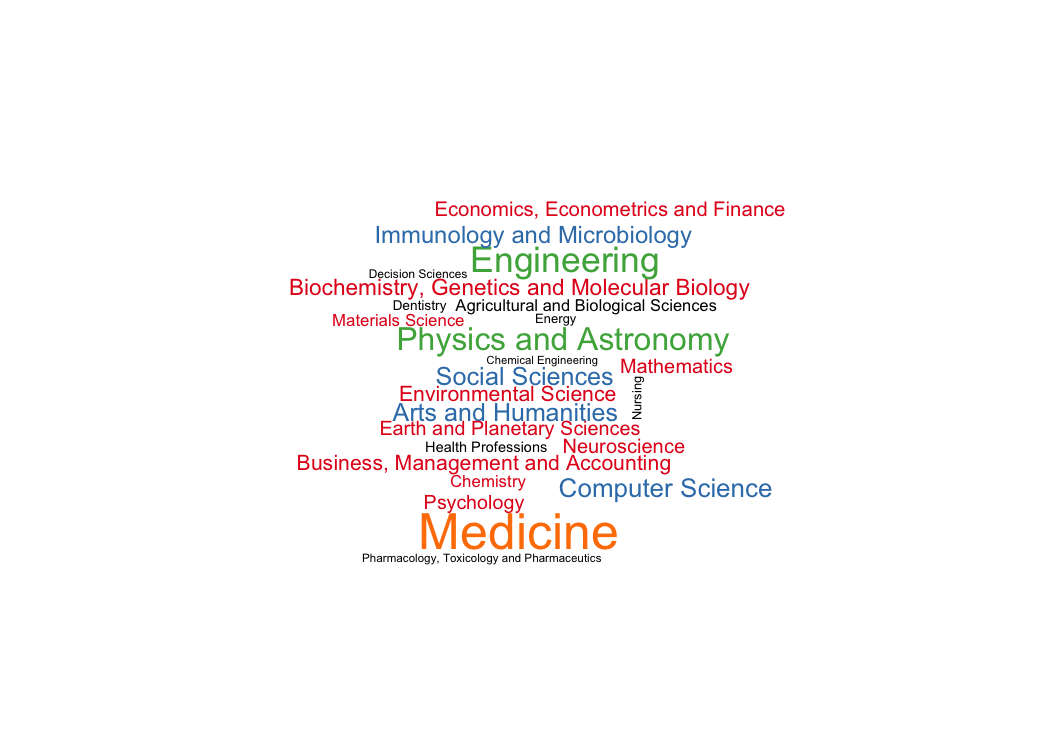 Economics, Econometrics and Finance
Immunology and Microbiology
Engineering
Decision Sciences
Biochemistry, Genetics and Molecular Biology
Dentistry
Agricultural and Biological Sciences
Energy
Materials Science
Physics and Astronomy
Chemical Engineering
Mathematics
Social Sciences
Nursing
Environmental Science
Arts and Humanities
Earth and Planetary Sciences
Health Professions
Neuroscience
Business, Management and Accounting
Chemistry
Computer Science
Psychology
Medicine
Pharmacology, Toxicology and Pharmaceutics